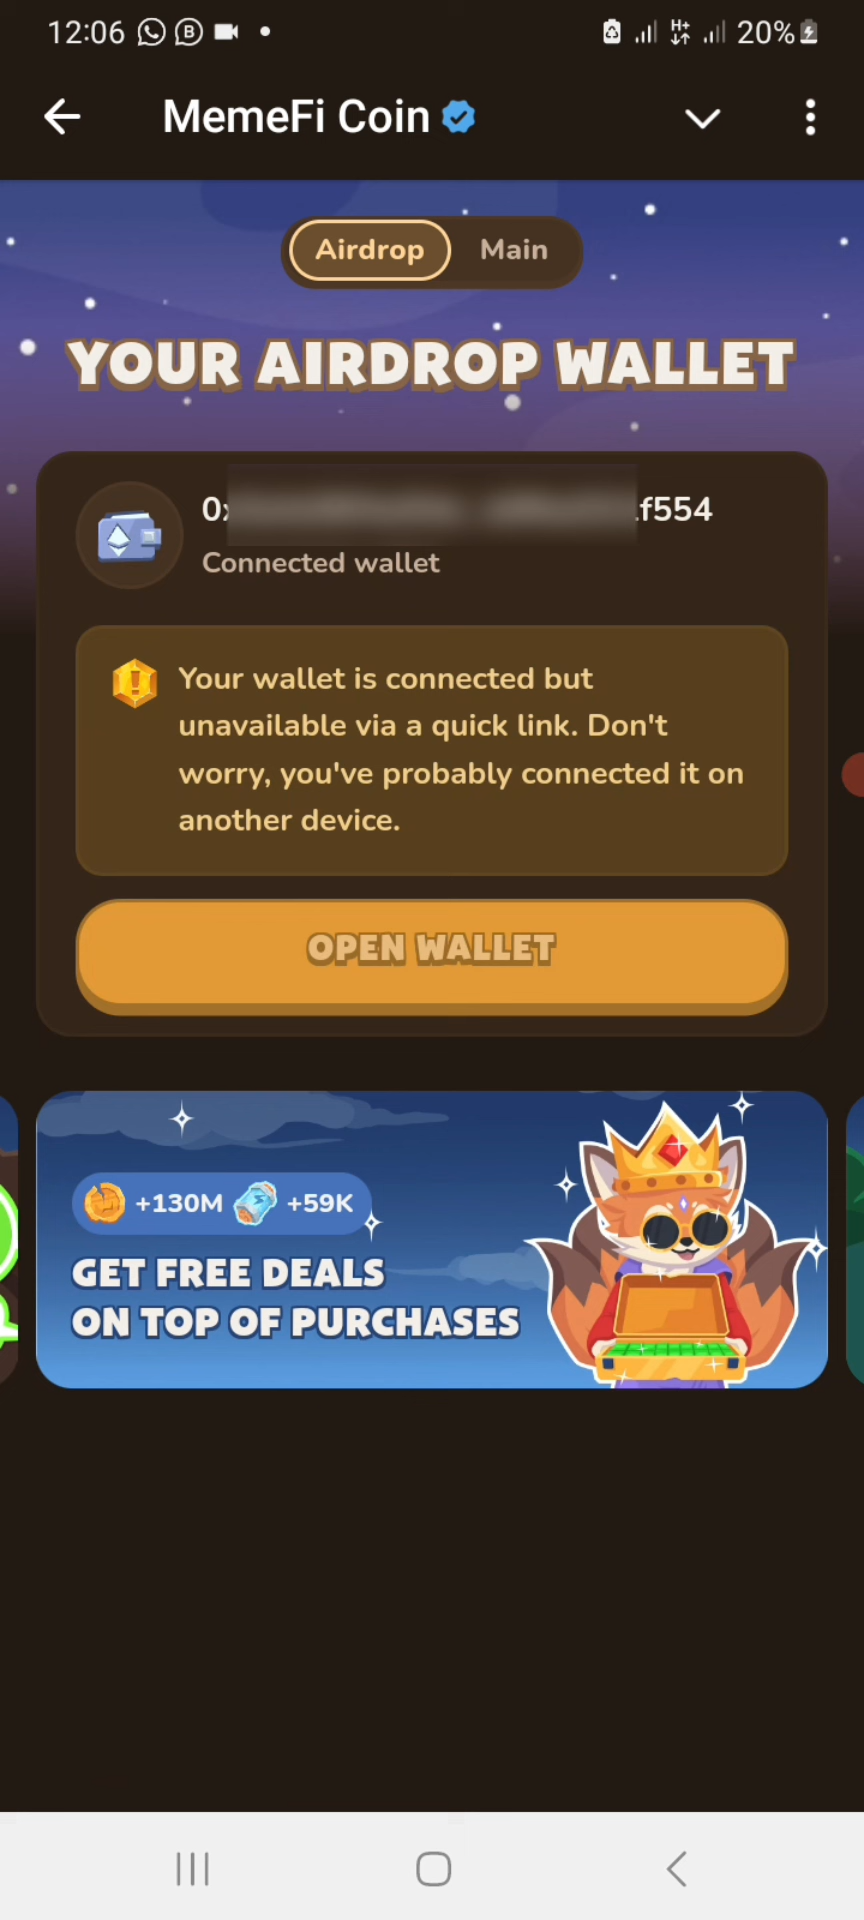 12:06 20%
MemeFi Coin
Airdrop Main
YOUR AIRDROP WALLET
f554
Connected wallet
Your wallet is connected but
unavailable via a quick link. Don't
worry, you've probably connected it on
another device.
OPEN WALLET
+130M +59K
GET FREE DEALS
ON TOP OF PURCHASES